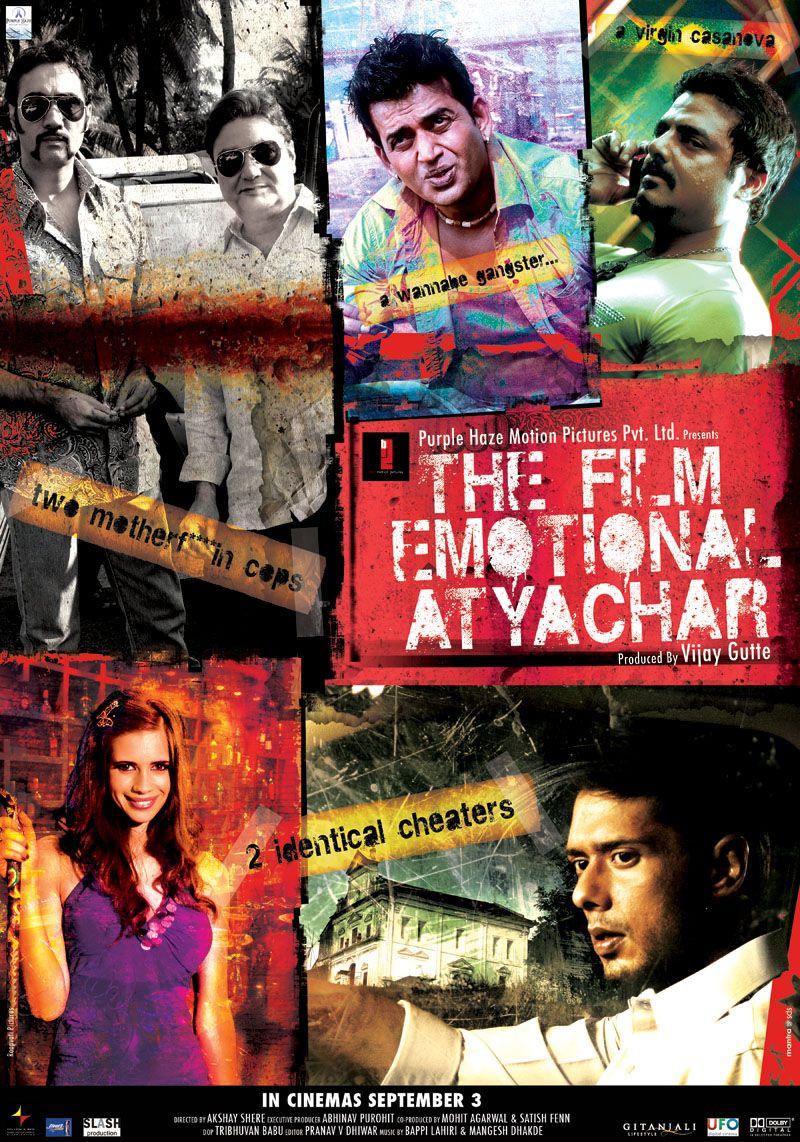 PURPLE HAZE
a virgin casanova
a wannabe gangster...
two motherf****in cops
Purple Haze Motion Pictures Pvt. Ltd. Presents
THE FILM
EMOTIONAL
ATYACHAR
Produced By Vijay Gutte
2 identical cheaters
IN CINEMAS SEPTEMBER 3
DIRECTED BY AKSHAY SHERE EXECUTIVE PRODUCER ABHINAV PUROHIT CO-PRODUCED BY MOHIT AGARWAL & SATISH FENN
DOP TRIBHUVAN BABU EDITOR PRANAV V DHIWAR MUSIC BY BAPPI LAHIRI & MANGESH DHAKDE
SLASH
production
GITANJALI
LIFESTYLE
UFO
DOLBY
DIGITAL